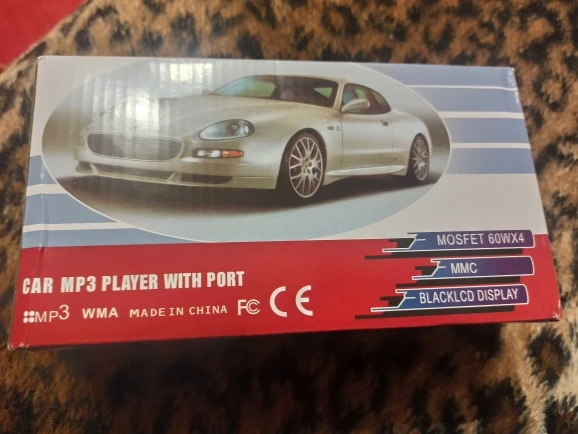 MOSFET 60WX4
MMC
BLACKLCD DISPLAY
CAR MP3 PLAYER WITH PORT
MP3 WMA MADE IN CHINA FC CE